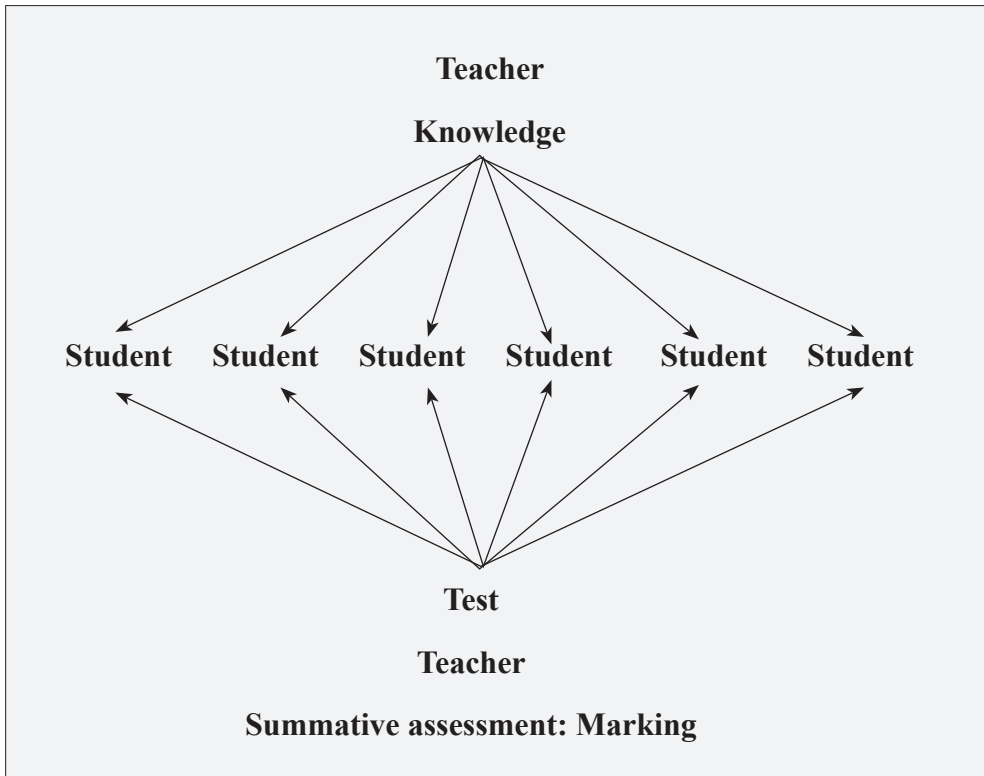 Teacher
Knowledge
Student Student Student Student Student Student
Test
Teacher
Summative assessment: Marking